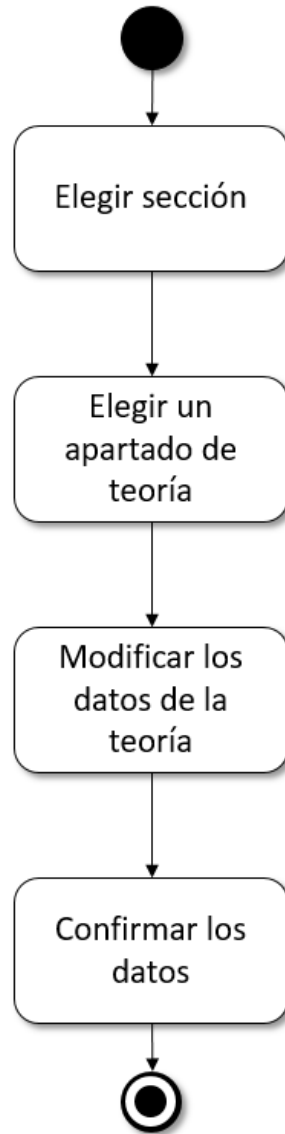 Elegir sección
Elegir un
apartado de
teoría
Modificar los
datos de la
teoría
Confirmar los
datos